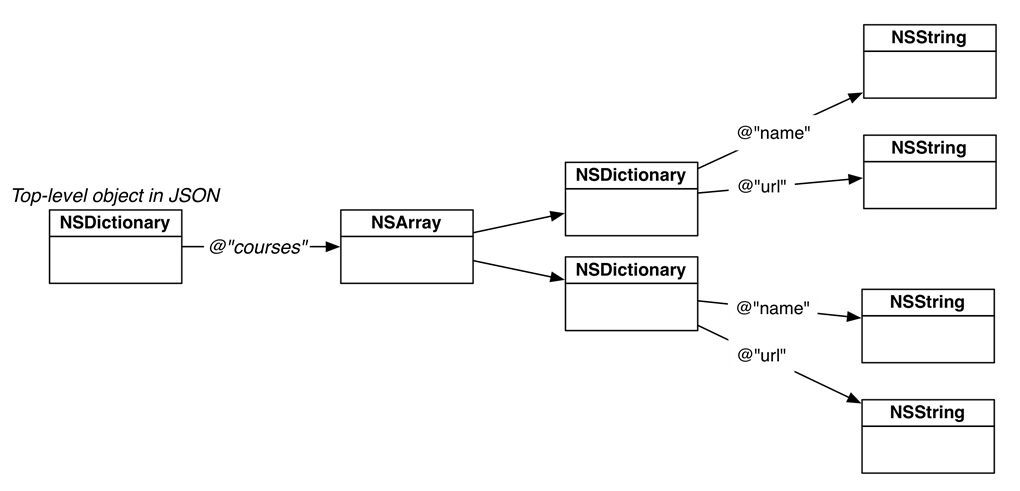 Top-level object in JSON
NSDictionary
@"courses"
NSArray
NSDictionary
@"name"
NSString
@"url"
NSString
NSDictionary
@"name"
NSString
@"url"
NSString